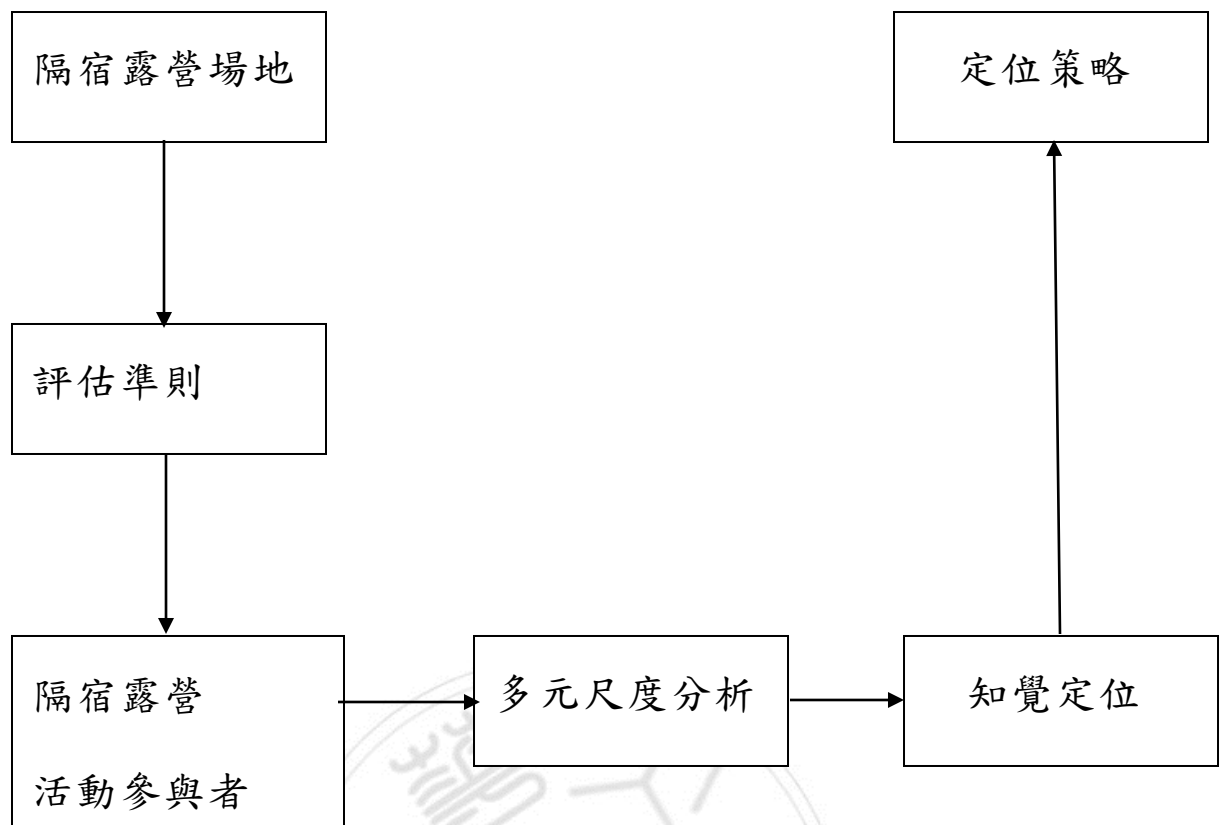 隔宿露營場地
定位策略
評估準則
隔宿露營
活動參與者
多元尺度分析
知覺定位